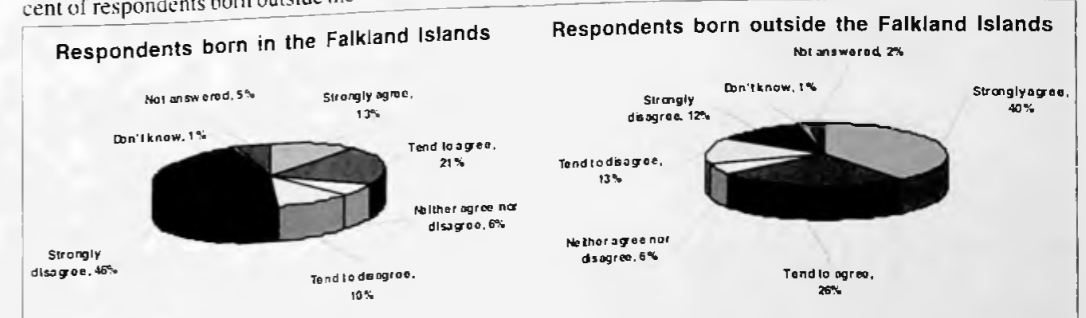 cent of respondents born outside the
Respondents born in the Falkland Islands
Not answered, 5%
Strongly agree,
13%
Don't know, 1%
Tend to agree,
21%
Neither agree nor
disagree, 6%
Strongly
disagree, 46%
Tend to disagree,
10%
Respondents born outside the Falkland Islands
Not answered, 2%
Don't know, 1%
Strongly agree,
40%
Strongly
disagree, 12%
Tend to disagree,
13%
Neither agree nor
disagree, 6%
Tend to agree,
26%